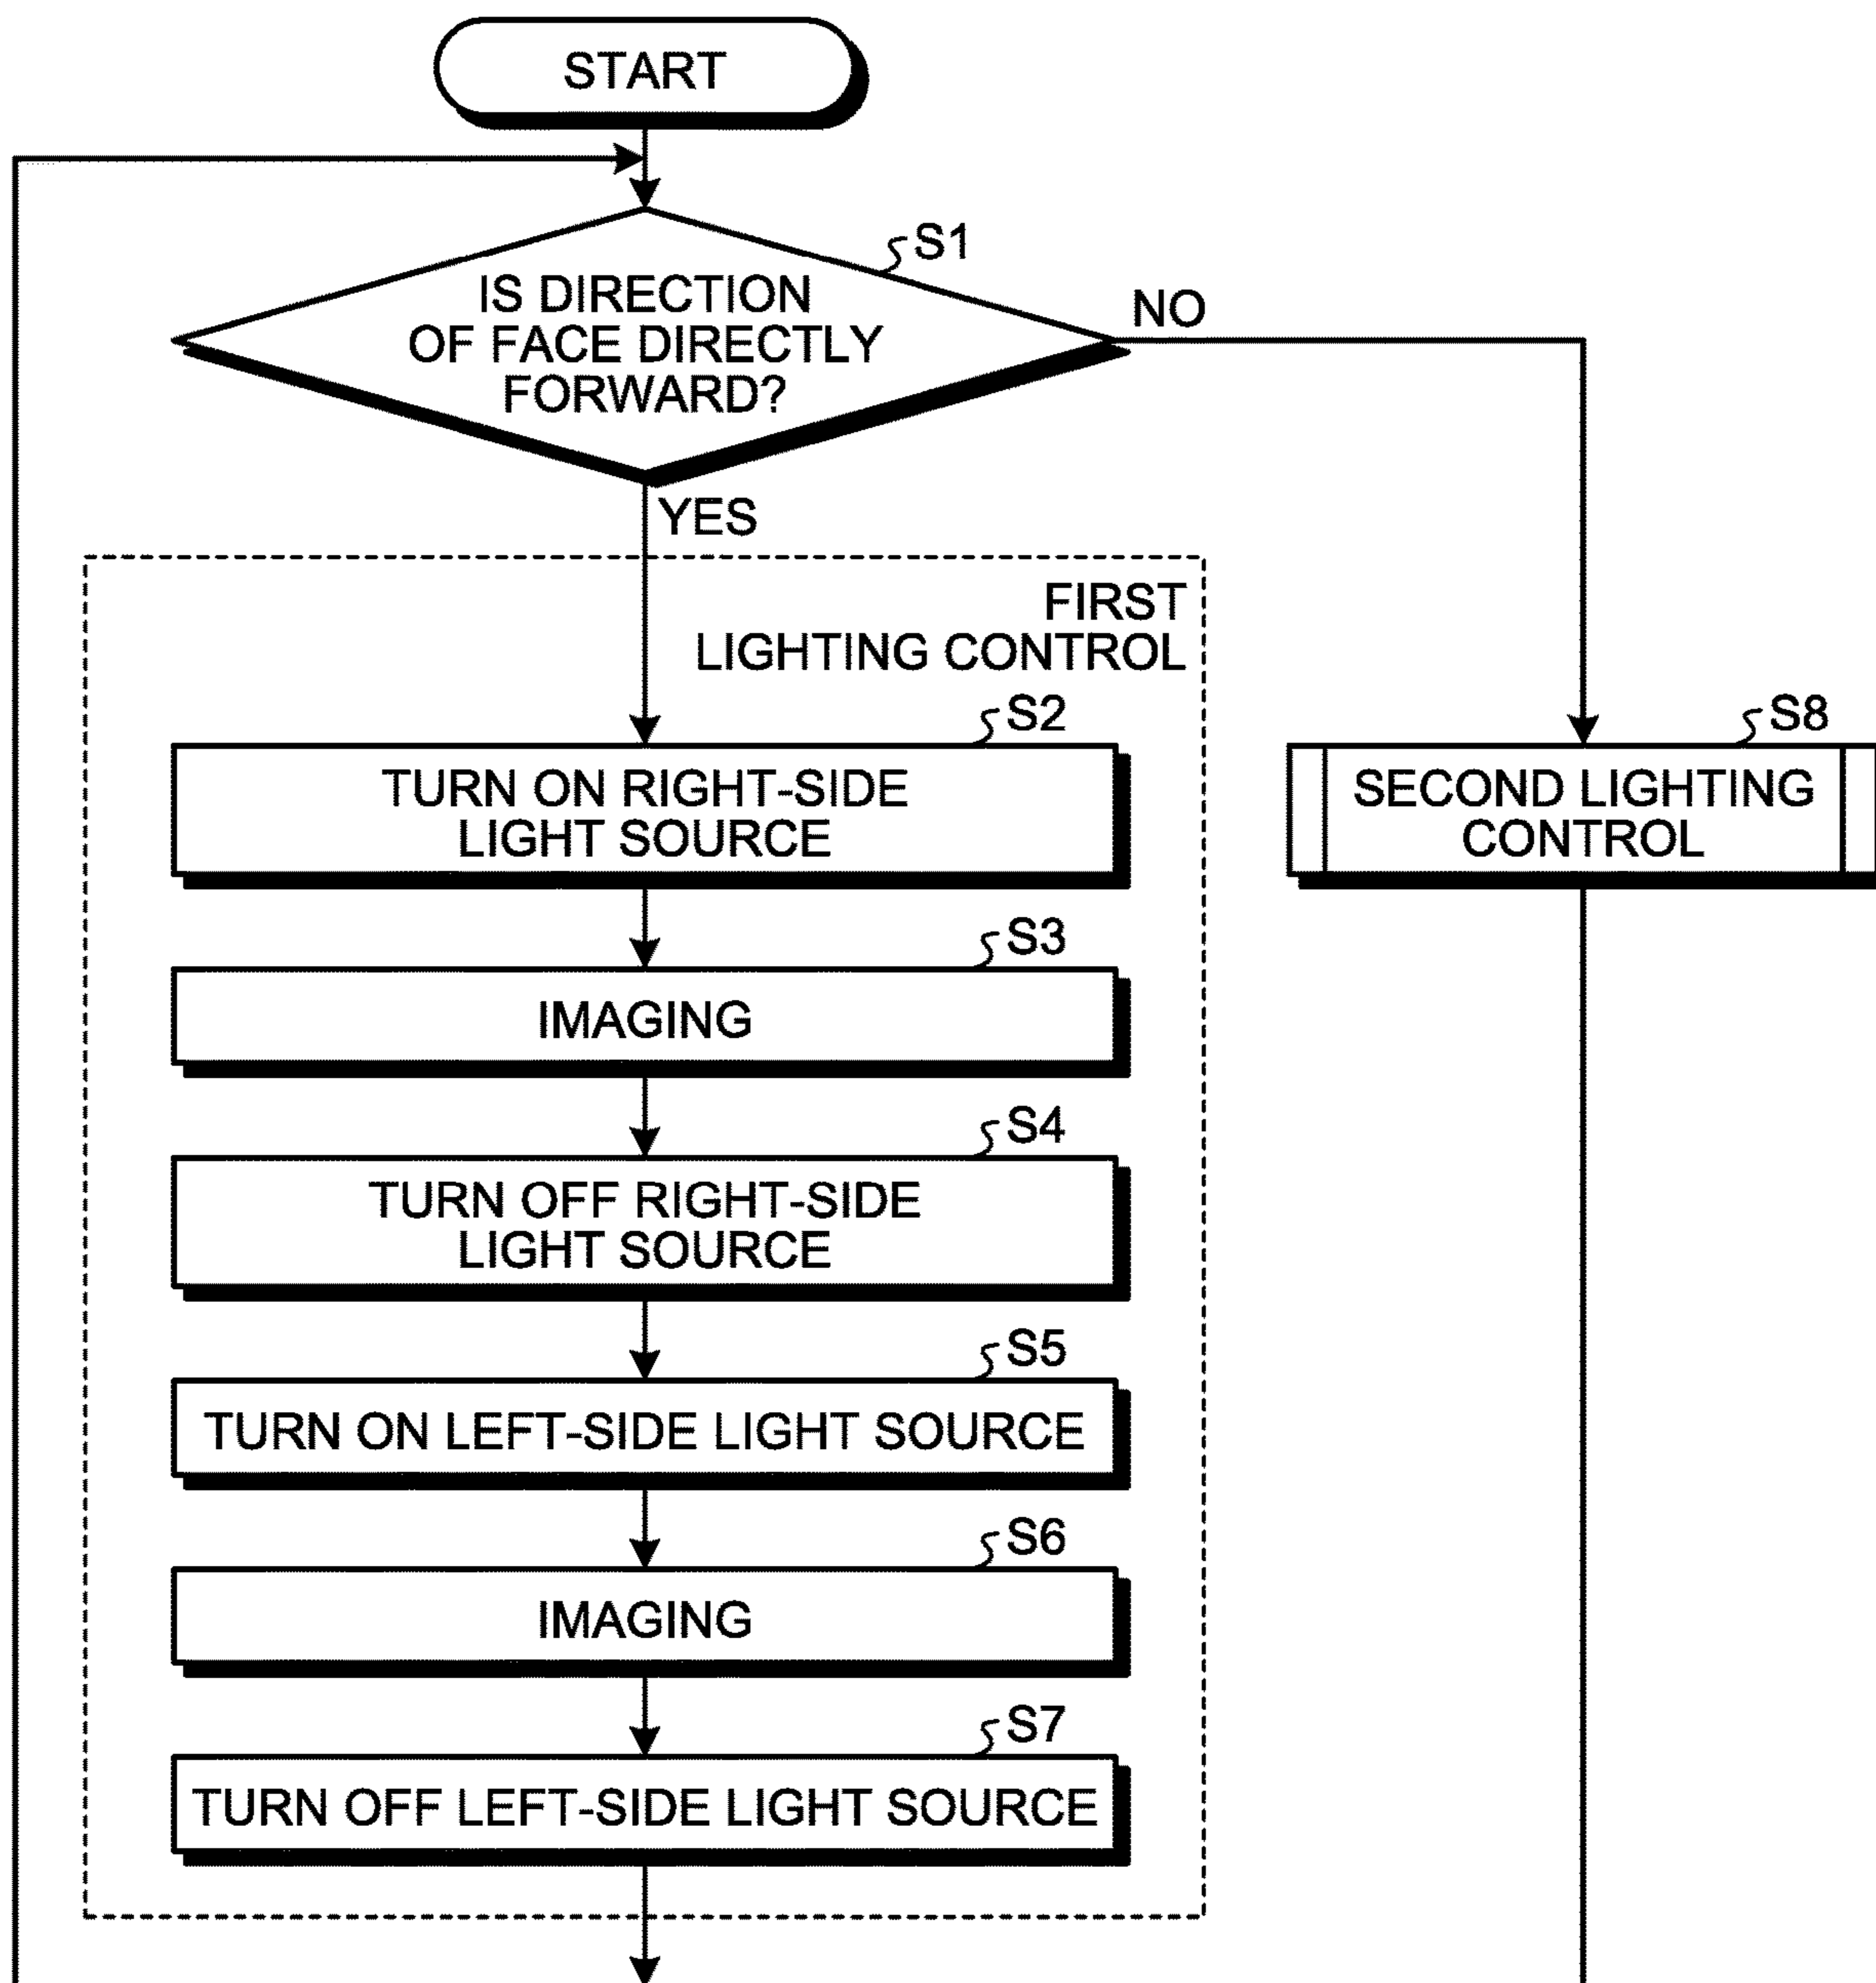 START
S1
IS DIRECTION
OF FACE DIRECTLY
FORWARD?
NO
YES
FIRST
LIGHTING CONTROL
S2
TURN ON RIGHT-SIDE
LIGHT SOURCE
S8
SECOND LIGHTING
CONTROL
S3
IMAGING
S4
TURN OFF RIGHT-SIDE
LIGHT SOURCE
S5
TURN ON LEFT-SIDE LIGHT SOURCE
S6
IMAGING
S7
TURN OFF LEFT-SIDE LIGHT SOURCE